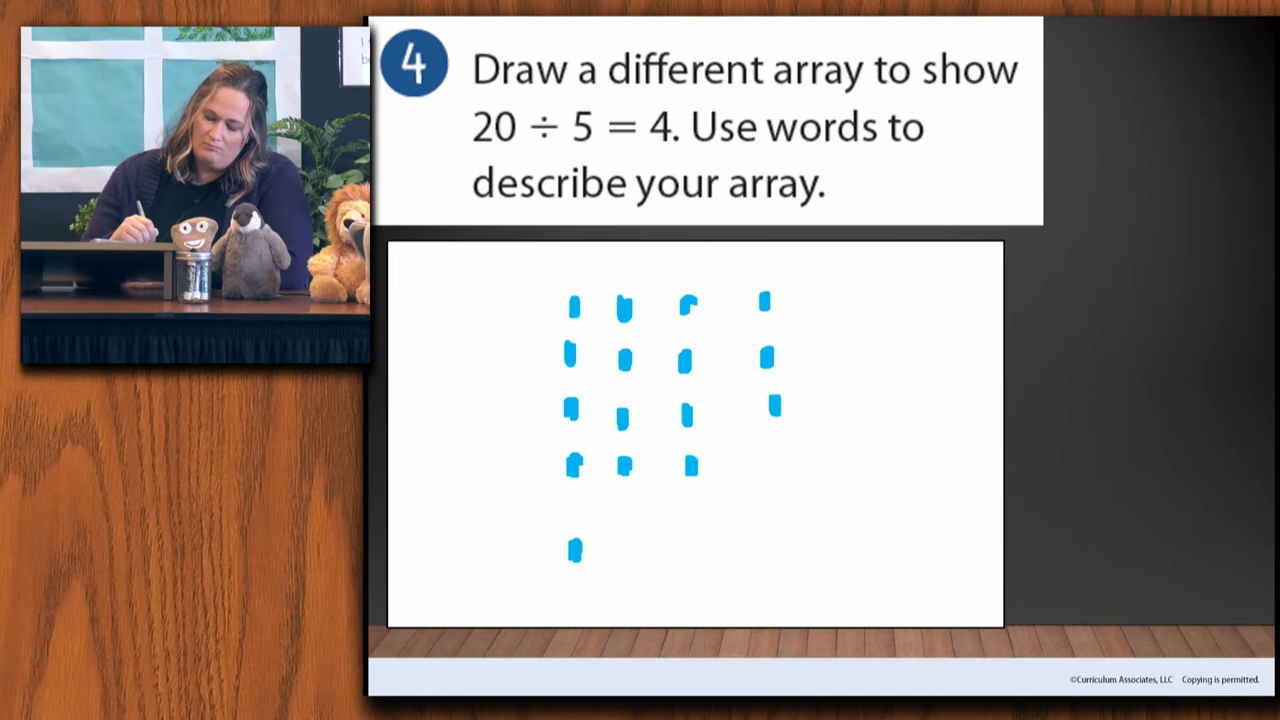 4
Draw a different array to show
20 ÷ 5 = 4. Use words to
describe your array.
©Curriculum Associates, LLC Copying is permitted.